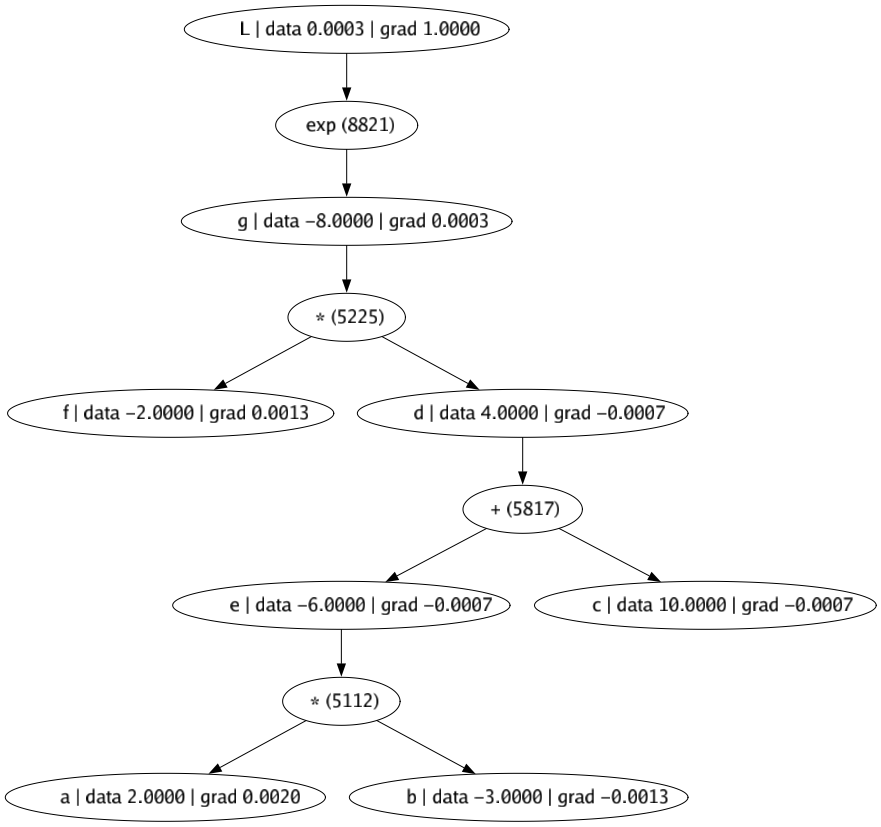 L | data 0.0003 | grad 1.0000
exp (8821)
g | data −8.0000 | grad 0.0003
* (5225)
f | data −2.0000 | grad 0.0013
d | data 4.0000 | grad −0.0007
+ (5817)
e | data −6.0000 | grad −0.0007
c | data 10.0000 | grad −0.0007
* (5112)
a | data 2.0000 | grad 0.0020
b | data −3.0000 | grad −0.0013